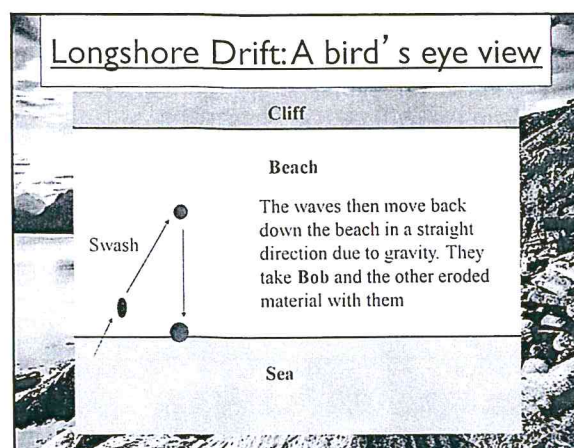 Longshore Drift: A bird's eye view
Cliff
Beach
The waves then move back
down the beach in a straight
direction due to gravity. They
take Bob and the other eroded
material with them
Swash
Sea